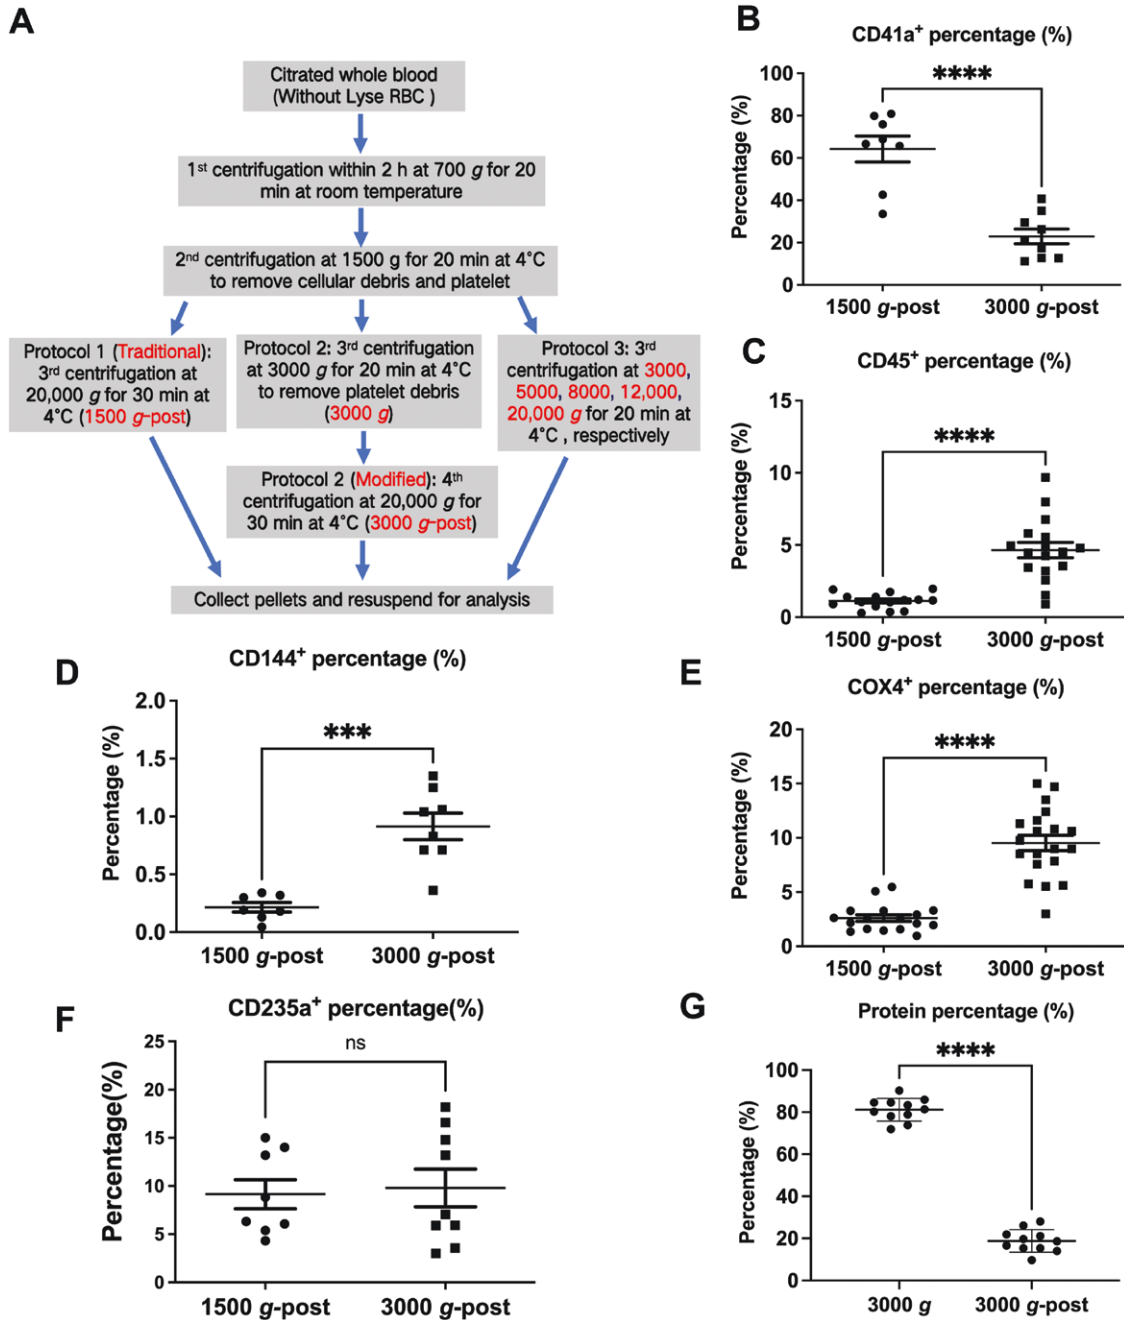 A
Citrated whole blood
(Without Lyse RBC )
1st centrifugation within 2 h at 700 g for 20
min at room temperature
2nd centrifugation at 1500 g for 20 min at 4°C
to remove cellular debris and platelet
Protocol 1 (Traditional):
3rd centrifugation at
20,000 g for 30 min at
4°C (1500 g-post)
Protocol 2: 3rd centrifugation
at 3000 g for 20 min at 4°C
to remove platelet debris
(3000 g)
Protocol 3: 3rd
centrifugation at 3000,
5000, 8000, 12,000,
20,000 g for 20 min at
4°C , respectively
Protocol 2 (Modified): 4th
centrifugation at 20,000 g for
30 min at 4°C (3000 g-post)
Collect pellets and resuspend for analysis
B
CD41a+ percentage (%)
Percentage (%)
100
80
60
40
20
0
****
1500 g-post
3000 g-post
C
CD45+ percentage (%)
Percentage (%)
15
10
5
0
****
1500 g-post
3000 g-post
D
CD144+ percentage (%)
Percentage (%)
2.0
1.5
1.0
0.5
0.0
***
1500 g-post
3000 g-post
E
COX4+ percentage (%)
Percentage (%)
20
15
10
5
0
****
1500 g-post
3000 g-post
F
CD235a+ percentage(%)
Percentage(%)
25
20
15
10
5
0
ns
1500 g-post
3000 g-post
G
Protein percentage (%)
Percentage (%)
100
80
60
40
20
0
****
3000 g
3000 g-post